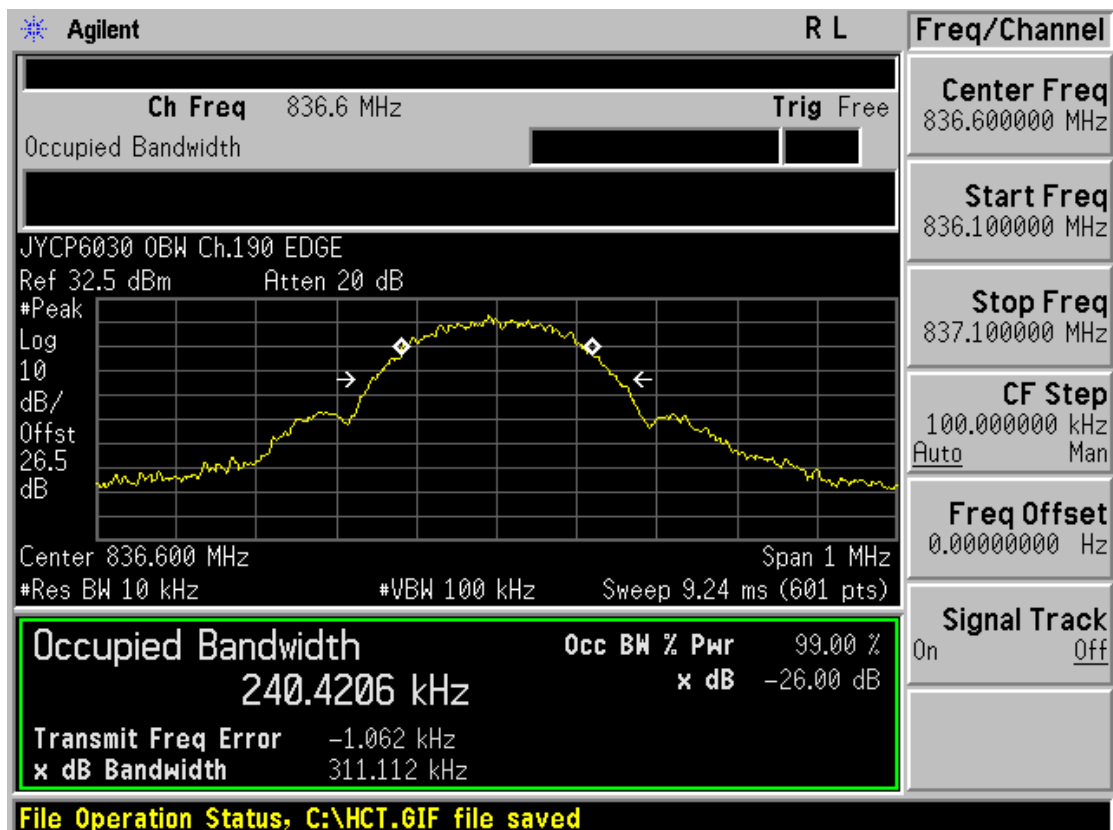 Agilent R L
Freq/Channel
Ch Freq 836.6 MHz Trig Free
Occupied Bandwidth
Center Freq
836.600000 MHz
Start Freq
836.100000 MHz
Stop Freq
837.100000 MHz
CF Step
100.000000 kHz
Auto Man
Freq Offset
0.00000000 Hz
Signal Track
On Off
JYCP6030 OBW Ch.190 EDGE
Ref 32.5 dBm Atten 20 dB
#Peak
Log
10
dB/
Offst
26.5
dB
Center 836.600 MHz Span 1 MHz
#Res BW 10 kHz #VBW 100 kHz Sweep 9.24 ms (601 pts)
Occupied Bandwidth Occ BW % Pwr 99.00 %
240.4206 kHz x dB -26.00 dB
Transmit Freq Error -1.062 kHz
x dB Bandwidth 311.112 kHz
File Operation Status, C:\HCT.GIF file saved